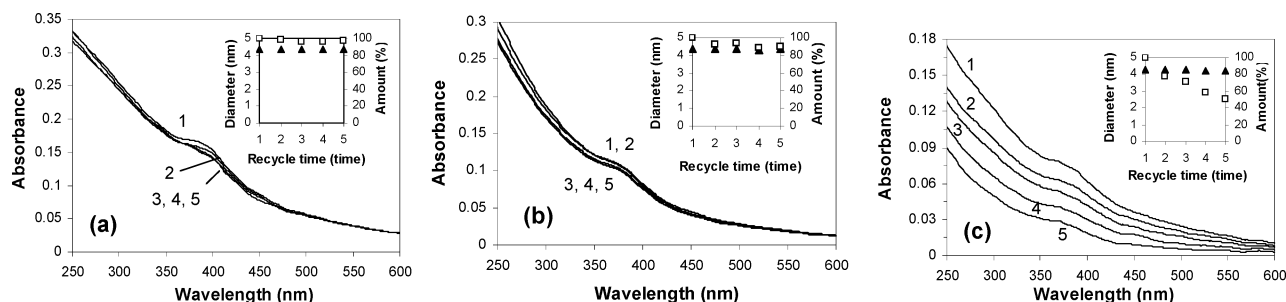 0.35
0.3
0.25
0.2
0.15
0.1
0.05
0
Absorbance
250 300 350 400 450 500 550 600
Wavelength (nm)
(a)
1
2
3, 4, 5
5
4
3
2
1
0
Diameter (nm)
100
80
60
40
20
0
Amount (%)
1 2 3 4 5
Recycle time (time)
0.3
0.25
0.2
0.15
0.1
0.05
0
Absorbance
250 300 350 400 450 500 550 600
Wavelength (nm)
(b)
1, 2
3, 4, 5
5
4
3
2
1
0
Diameter (nm)
100
80
60
40
20
0
Amount (%)
1 2 3 4 5
Recycle time (time)
0.18
0.15
0.12
0.09
0.06
0.03
0
Absorbance
250 300 350 400 450 500 550 600
Wavelength (nm)
(c)
1
2
3
4
5
5
4
3
2
1
0
Diameter (nm)
100
80
60
40
20
0
Amount(%)
1 2 3 4 5
Recycle time (time)